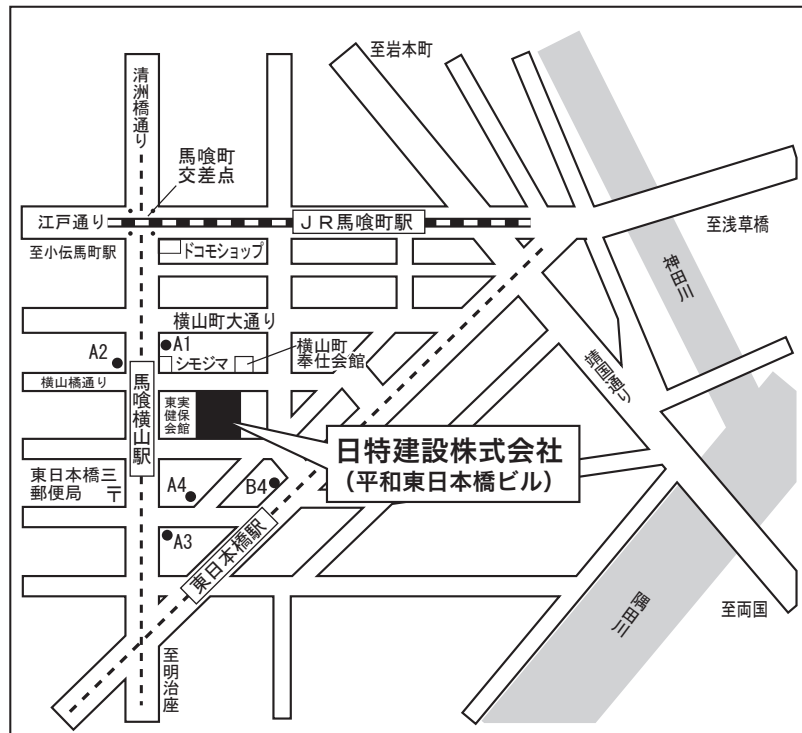 至岩本町
清洲橋通り
馬喰町
交差点
江戸通り
JR馬喰町駅
至浅草橋
至小伝馬町駅
ドコモショップ
神田川
横山町大通り
A1
A2
シモジマ
横山町
奉仕会館
靖国通り
横山橘通り
馬喰横山駅
東実
健保
会館
日特建設株式会社
(平和東日本橋ビル)
東日本橋三
郵便局 〒
A4
B4
A3
東日本橋駅
隅田川
至両国
至明治座